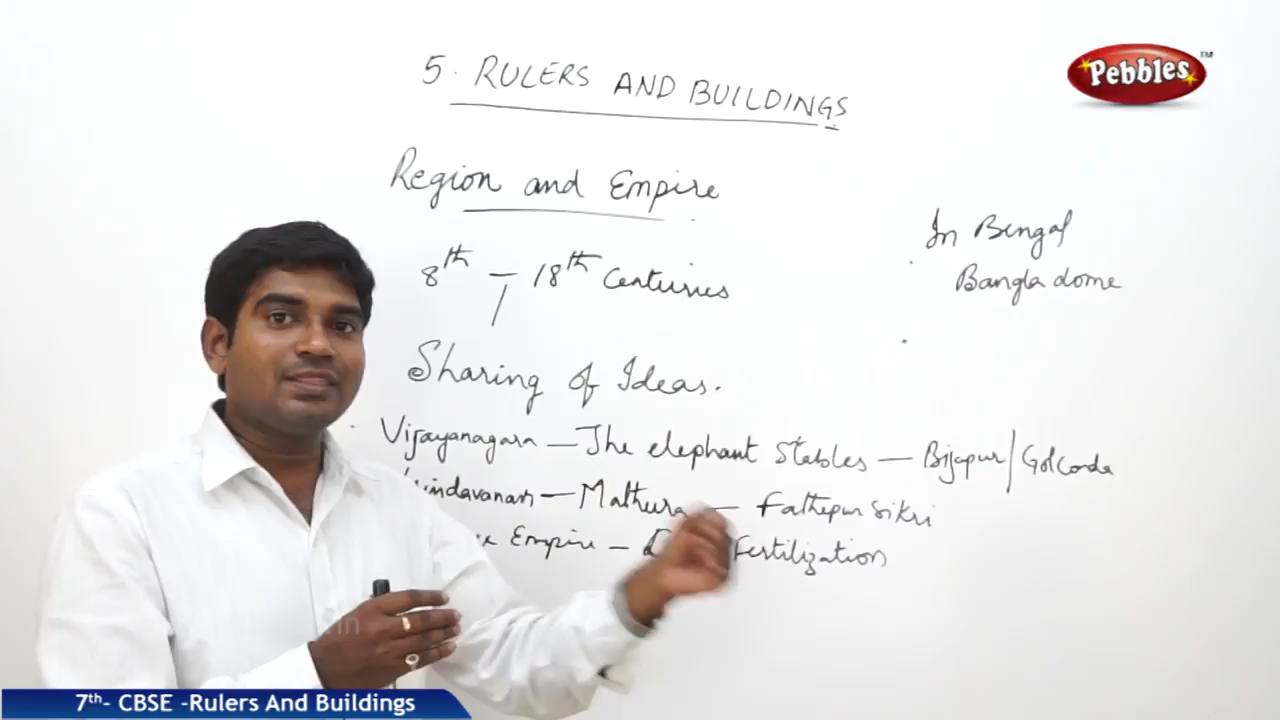 5. RULERS AND BUILDINGS
Pebbles™
Region and Empire
8th – 18th Centuries
In Bengal
Bangla dome
Sharing of Ideas.
Vijayanagara – The elephant Stables – Bijapur/Golconda
– Mathura – Fathepur Sikri
Empire – Fertilization
7th- CBSE -Rulers And Buildings